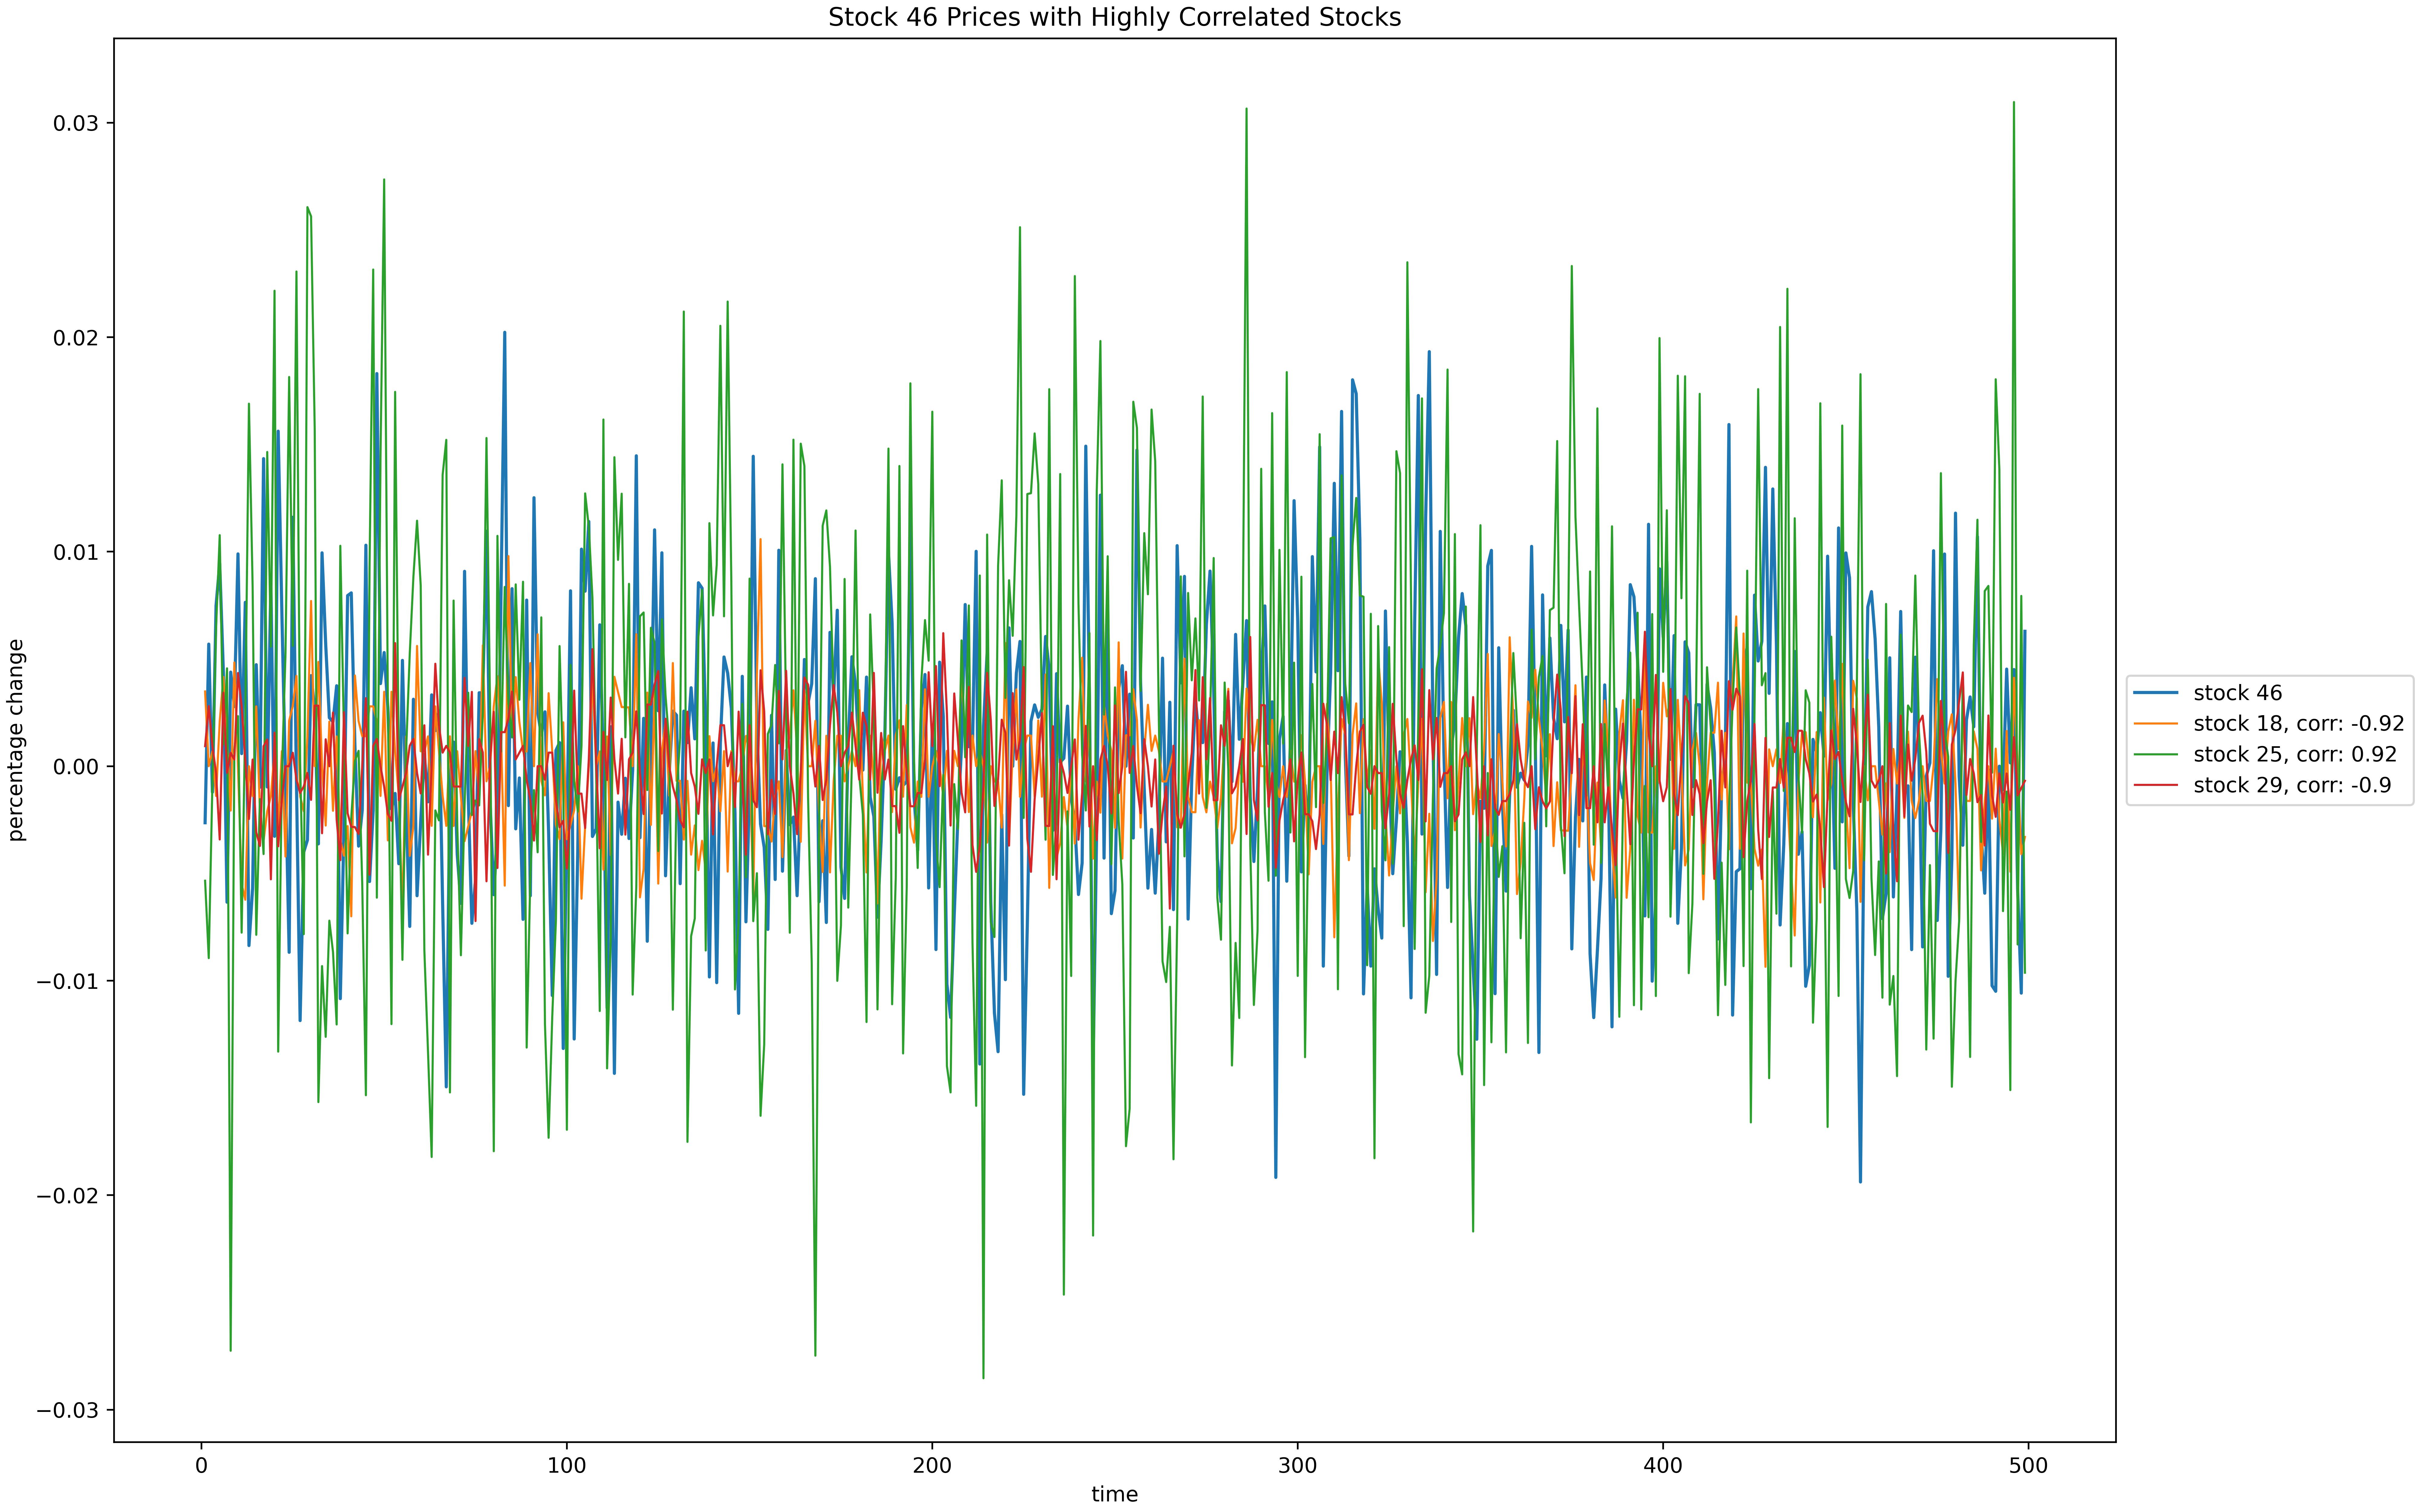 Stock 46 Prices with Highly Correlated Stocks
percentage change
0.03
0.02
0.01
0.00
−0.01
−0.02
−0.03
0
100
200
300
400
500
time
stock 46
stock 18, corr: -0.92
stock 25, corr: 0.92
stock 29, corr: -0.9